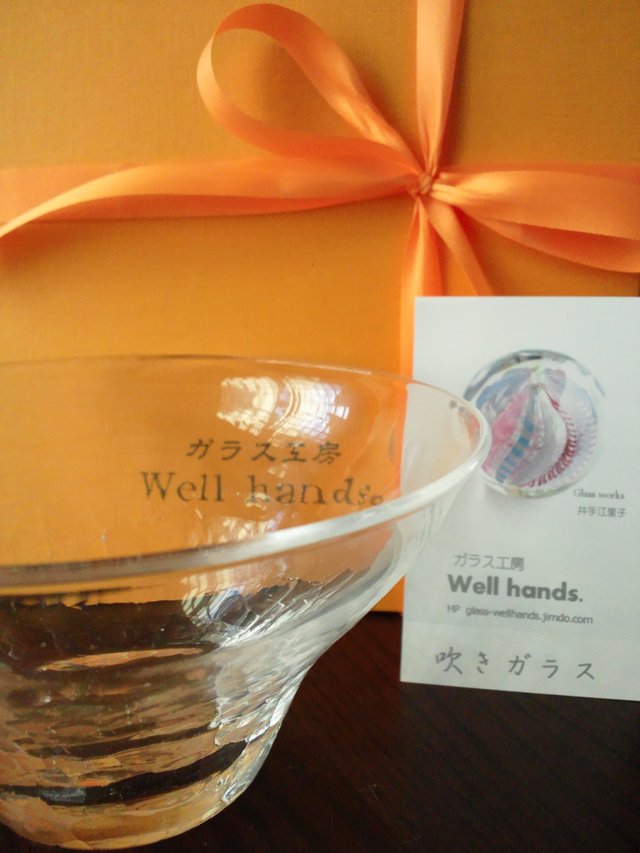 ガラス工房
Well hands。
Glass works
井手江里子
ガラス工房
Well hands.
HP glass-wellhands.jimdo.com
吹きガラス